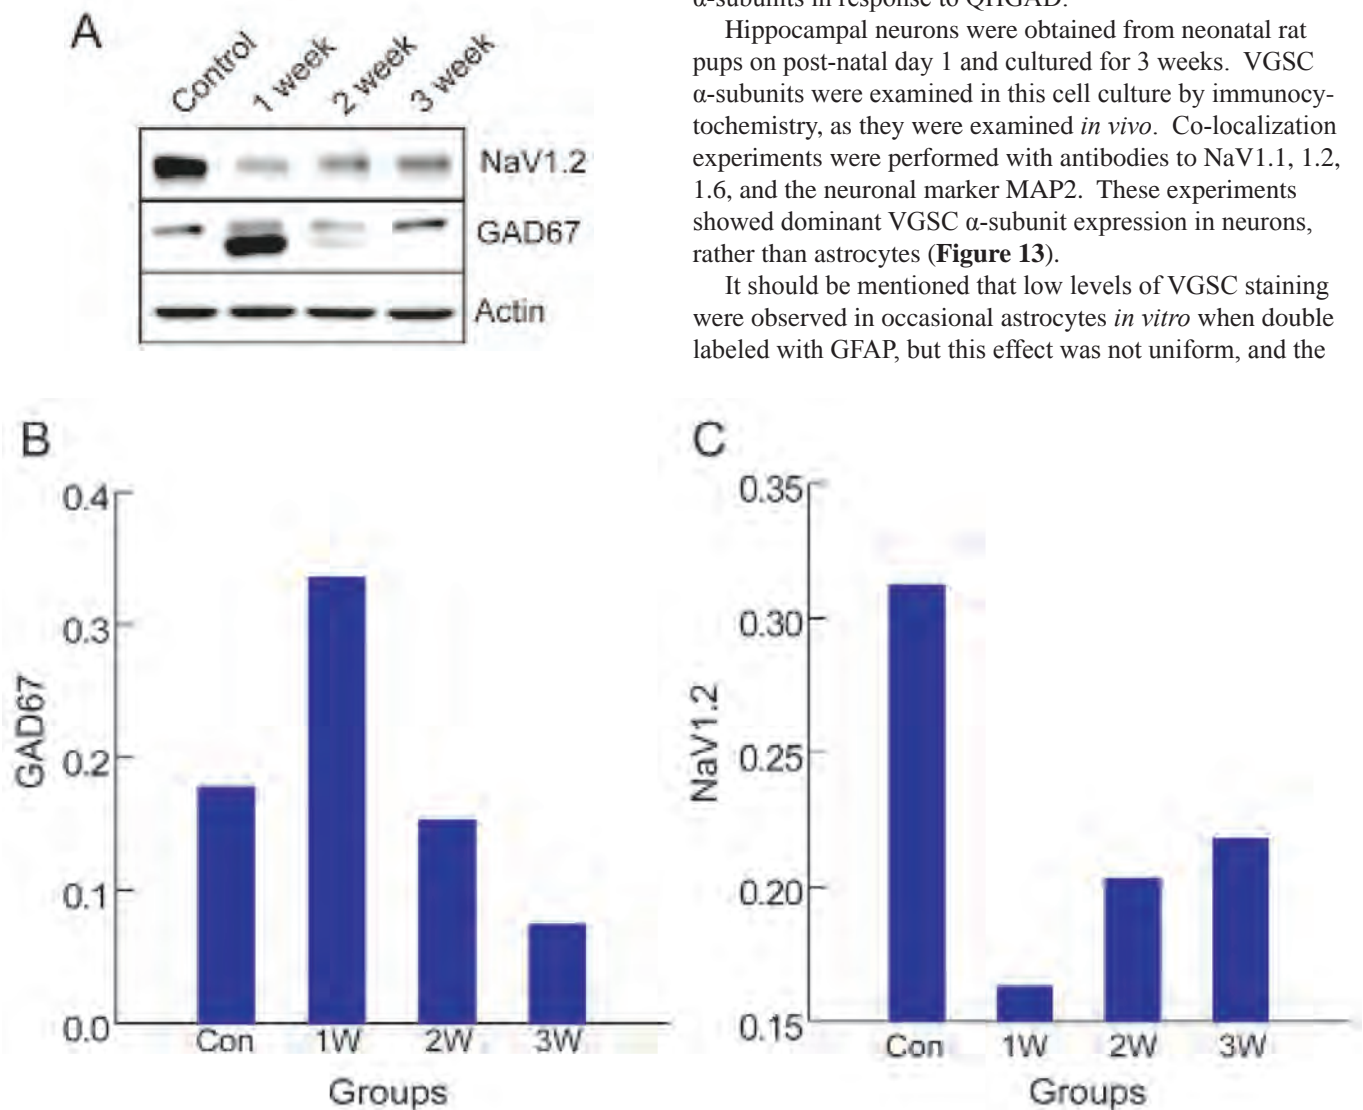 A
Control
1 week
2 week
3 week
NaV1.2
GAD67
Actin
α-subunits in response to QHGAD.
Hippocampal neurons were obtained from neonatal rat
pups on post-natal day 1 and cultured for 3 weeks. VGSC
α-subunits were examined in this cell culture by immunocy-
tochemistry, as they were examined in vivo. Co-localization
experiments were performed with antibodies to NaV1.1, 1.2,
1.6, and the neuronal marker MAP2. These experiments
showed dominant VGSC α-subunit expression in neurons,
rather than astrocytes (Figure 13).
It should be mentioned that low levels of VGSC staining
were observed in occasional astrocytes in vitro when double
labeled with GFAP, but this effect was not uniform, and the
B
0.4
0.3
0.2
0.1
0.0
GAD67
Con
1W
2W
3W
Groups
C
0.35
0.30
0.25
0.20
0.15
NaV1.2
Con
1W
2W
3W
Groups